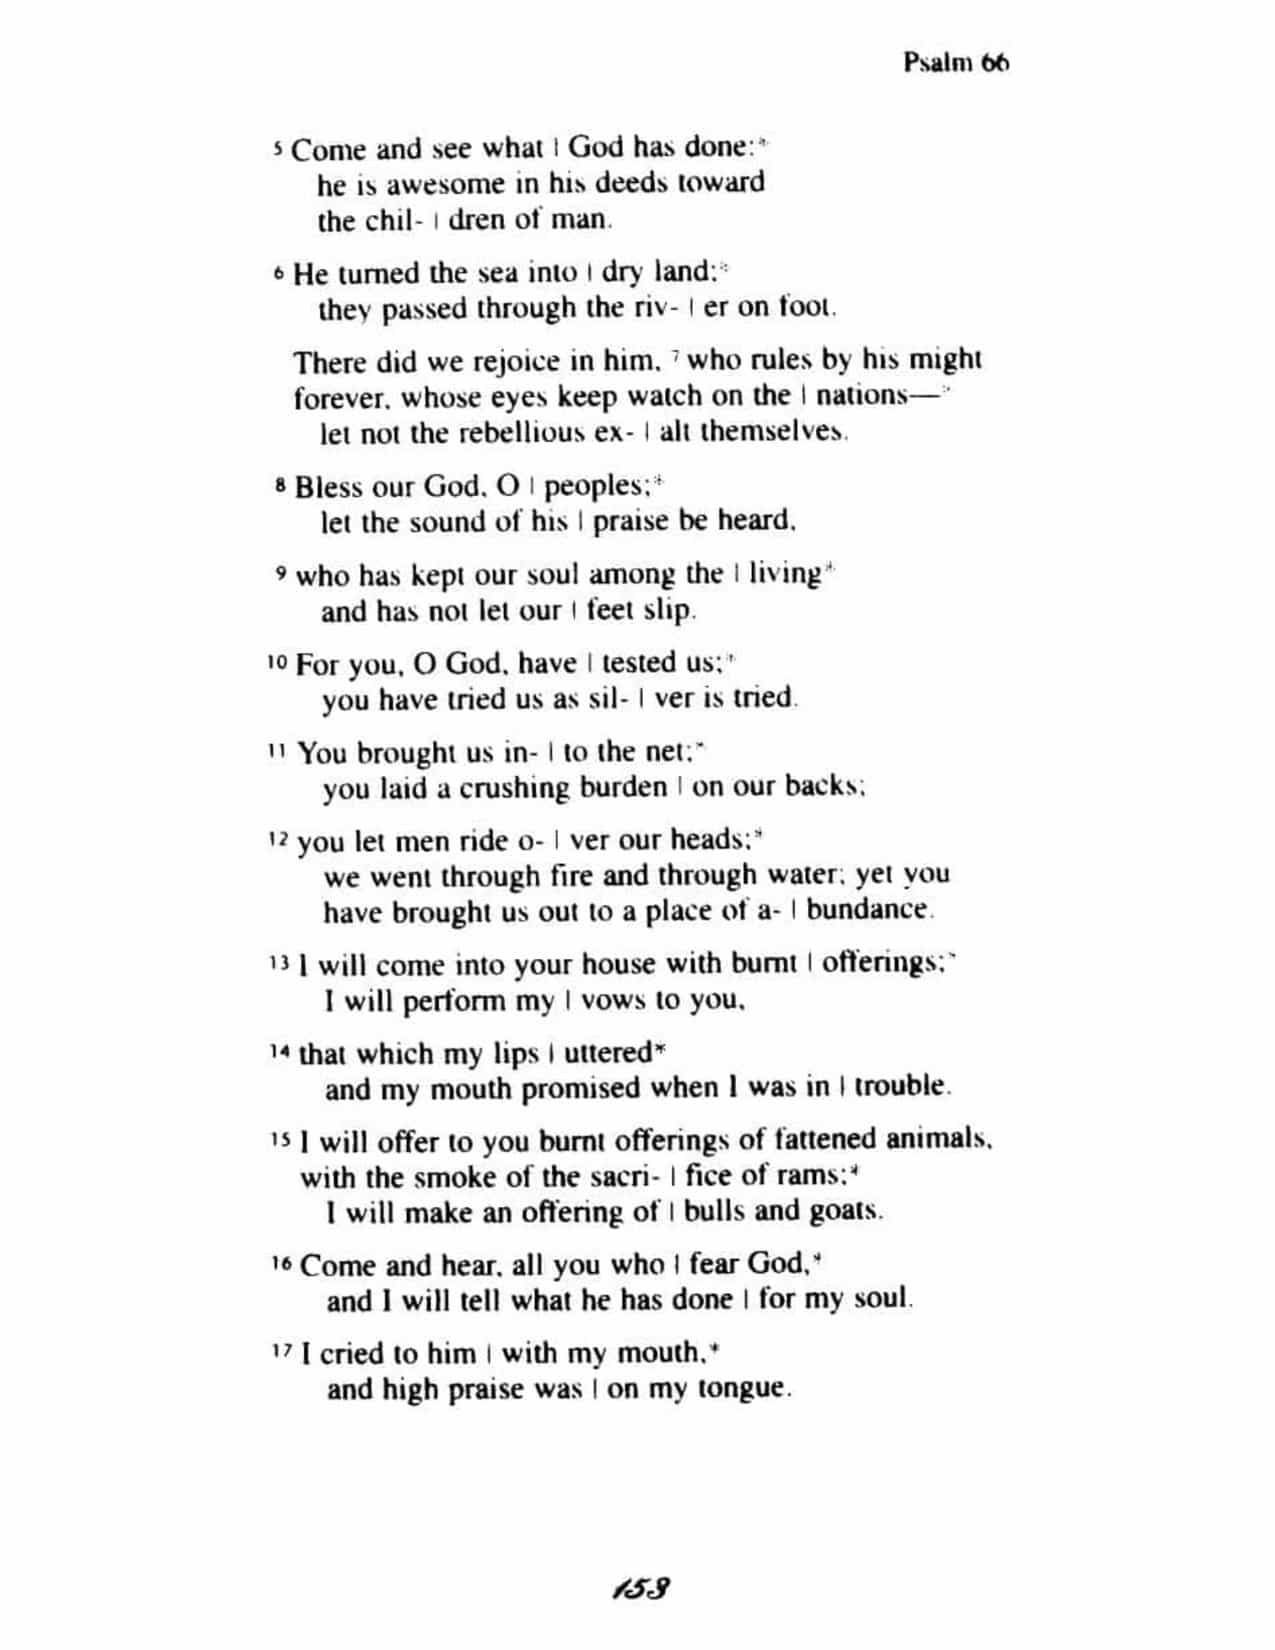 Psalm 66
5 Come and see what | God has done:*
he is awesome in his deeds toward
the chil- | dren of man.
6 He turned the sea into | dry land;*
they passed through the riv- | er on foot.
There did we rejoice in him, 7 who rules by his might
forever, whose eyes keep watch on the | nations—*
let not the rebellious ex- | alt themselves.
8 Bless our God, O | peoples;*
let the sound of his | praise be heard,
9 who has kept our soul among the | living*
and has not let our | feet slip.
10 For you, O God, have | tested us;*
you have tried us as sil- | ver is tried.
11 You brought us in- | to the net;*
you laid a crushing burden | on our backs;
12 you let men ride o- | ver our heads;*
we went through fire and through water; yet you
have brought us out to a place of a- | bundance.
13 I will come into your house with burnt | offerings;*
I will perform my | vows to you,
14 that which my lips | uttered*
and my mouth promised when I was in | trouble.
15 I will offer to you burnt offerings of fattened animals,
with the smoke of the sacri- | fice of rams;*
I will make an offering of | bulls and goats.
16 Come and hear, all you who | fear God,*
and I will tell what he has done | for my soul.
17 I cried to him | with my mouth,*
and high praise was | on my tongue.
153